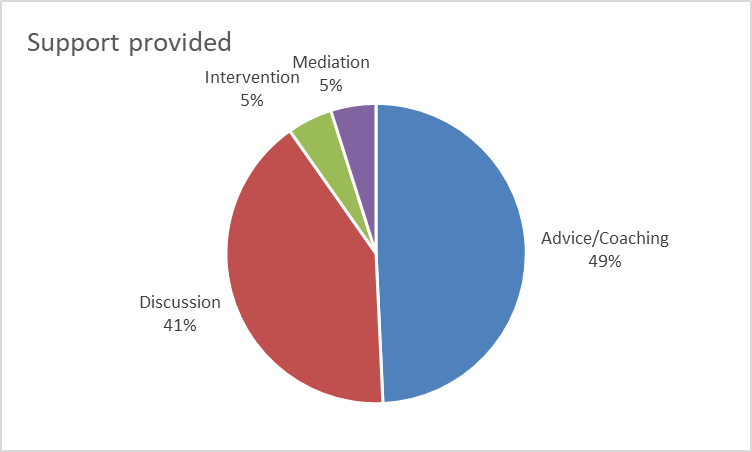 Support provided
Mediation
5%
Intervention
5%
Advice/Coaching
49%
Discussion
41%